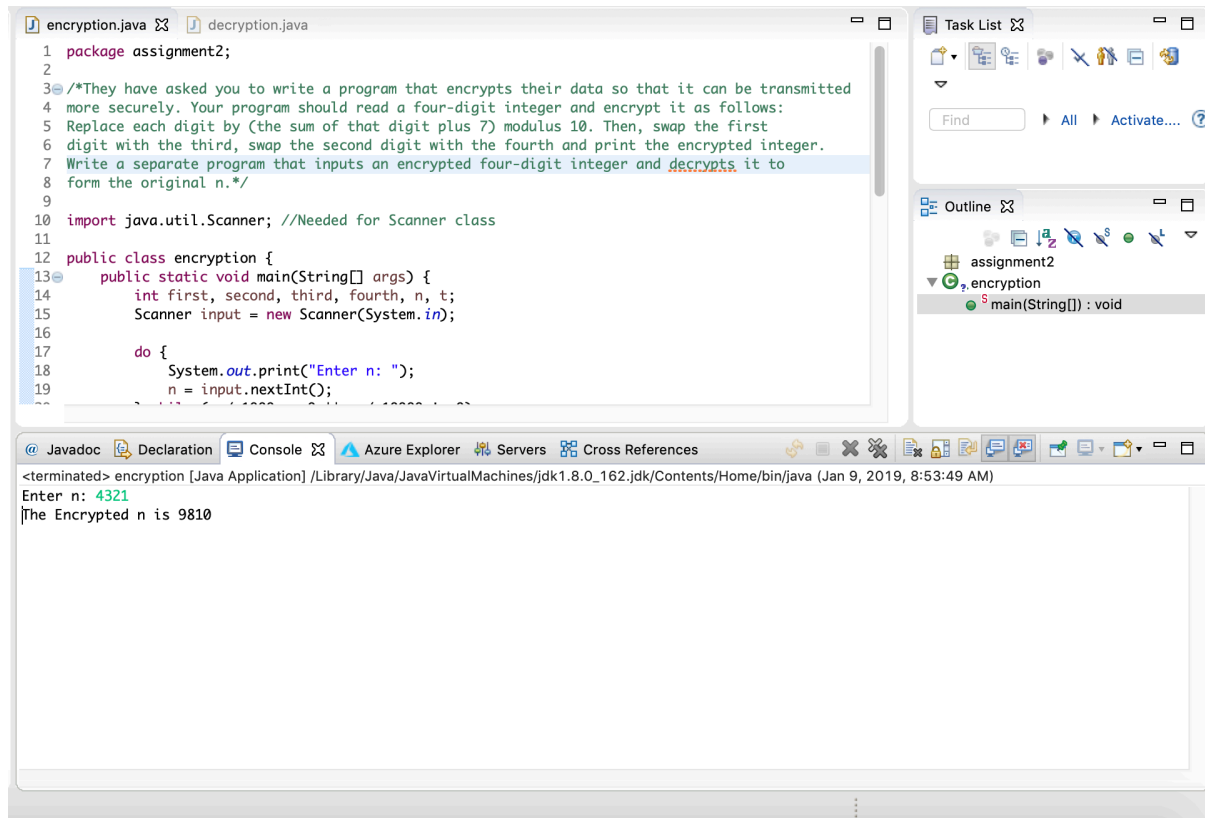 encryption.java
decryption.java
1 package assignment2;
2
3 /*They have asked you to write a program that encrypts their data so that it can be transmitted
4 more securely. Your program should read a four-digit integer and encrypt it as follows:
5 Replace each digit by (the sum of that digit plus 7) modulus 10. Then, swap the first
6 digit with the third, swap the second digit with the fourth and print the encrypted integer.
7 Write a separate program that inputs an encrypted four-digit integer and decrypts it to
8 form the original n.*/
9
10 import java.util.Scanner; //Needed for Scanner class
11
12 public class encryption {
13 public static void main(String[] args) {
14 int first, second, third, fourth, n, t;
15 Scanner input = new Scanner(System.in);
16
17 do {
18 System.out.print("Enter n: ");
19 n = input.nextInt();
Task List
Find All Activate....
Outline
assignment2
encryption
main(String[]) : void
@ Javadoc Declaration Console Azure Explorer Servers Cross References
<terminated> encryption [Java Application] /Library/Java/JavaVirtualMachines/jdk1.8.0_162.jdk/Contents/Home/bin/java (Jan 9, 2019, 8:53:49 AM)
Enter n: 4321
The Encrypted n is 9810